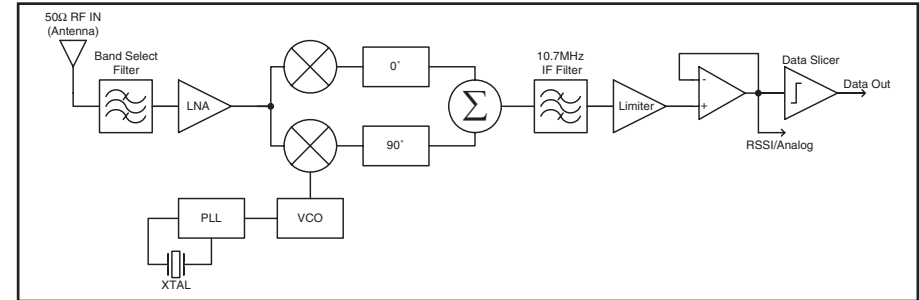 50Ω RF IN
(Antenna)
Band Select
Filter
LNA
0˚
90˚
Σ
10.7MHz
IF Filter
Limiter
-
+
Data Slicer
Data Out
RSSI/Analog
PLL
VCO
XTAL